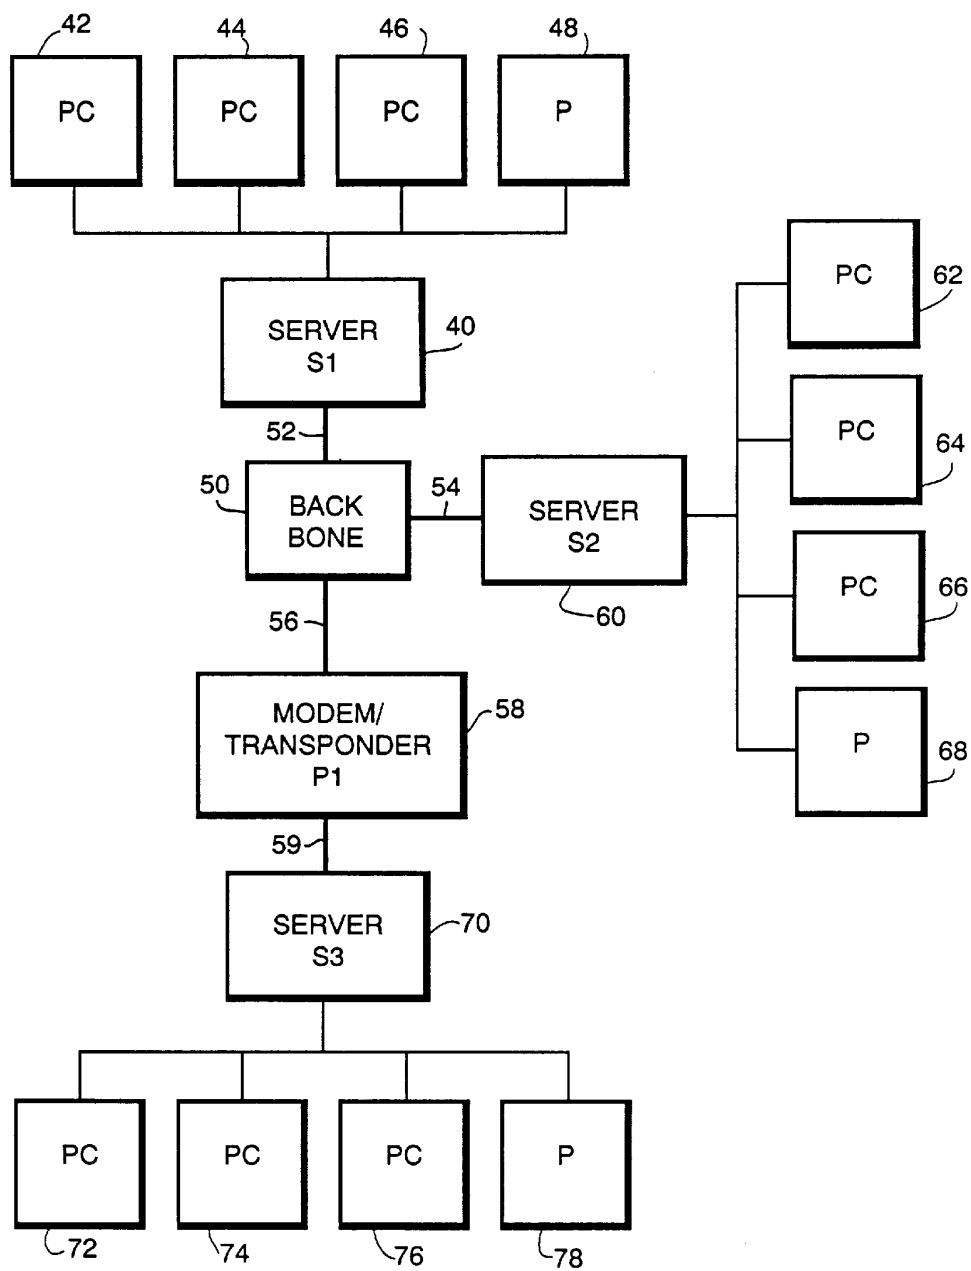 42
44
46
48
PC
PC
PC
P
SERVER
S1
40
52
50
BACK
BONE
54
SERVER
S2
60
PC
62
PC
64
PC
66
P
68
56
MODEM/
TRANSPONDER
P1
58
59
SERVER
S3
70
PC
PC
PC
P
72
74
76
78